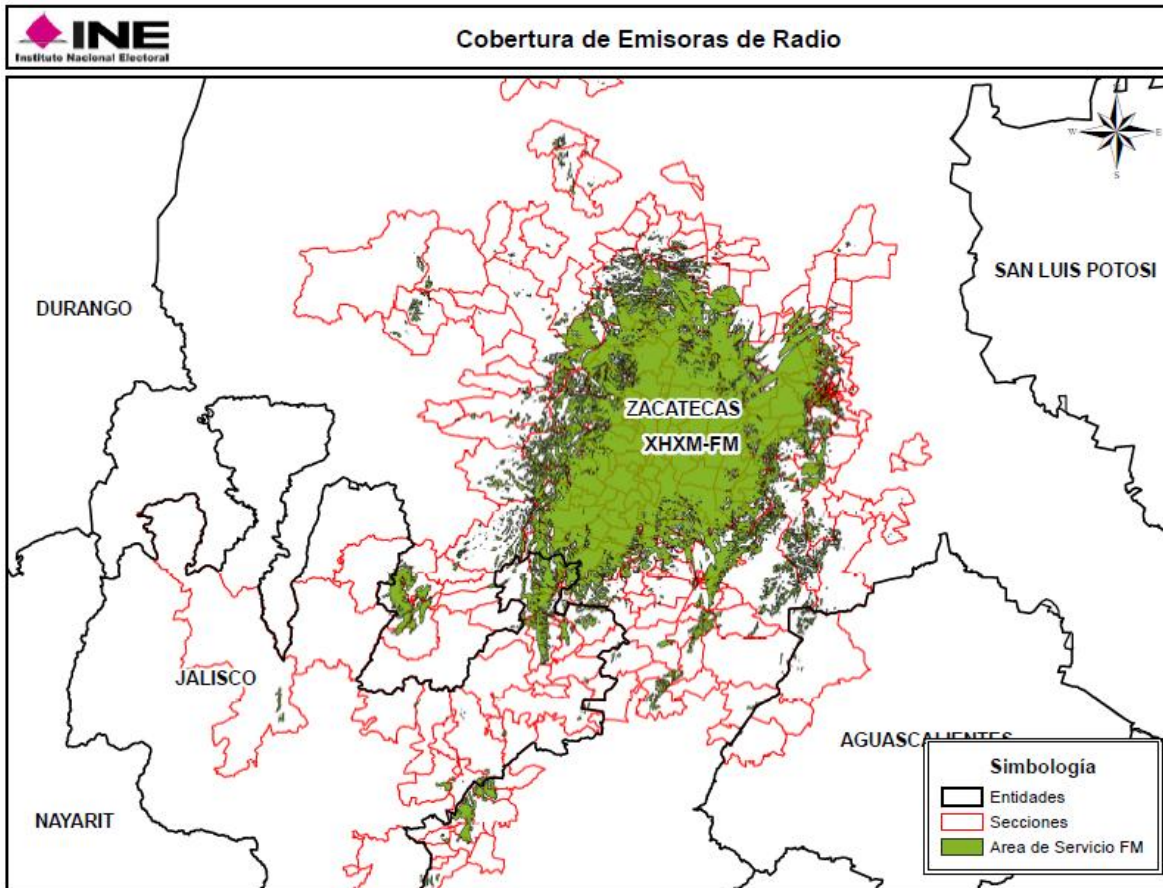 INE
Instituto Nacional Electoral
Cobertura de Emisoras de Radio
N
W
E
S
SAN LUIS POTOSI
DURANGO
ZACATECAS
XHXM-FM
JALISCO
AGUASCALIENTES
NAYARIT
Simbología
Entidades
Secciones
Area de Servicio FM